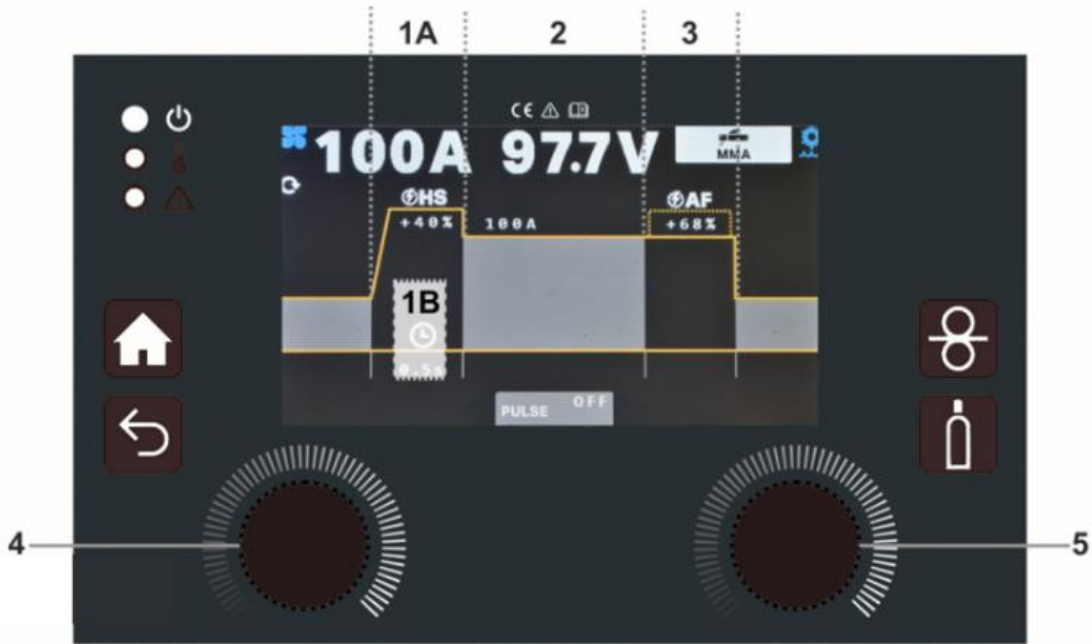 1A 2 3
CE
100A 97.7V MMA
HS AF
+40% 100A +68%
1B
0.5s
PULSE OFF
4 5